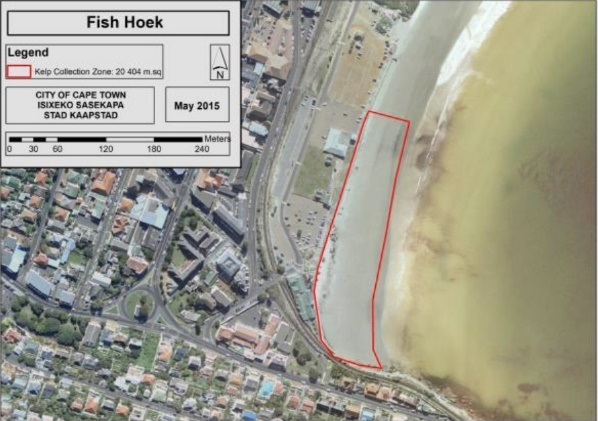 Fish Hoek
Legend
Kelp Collection Zone: 20 404 m.sq
N
CITY OF CAPE TOWN
ISIXEKO SASEKAPA
STAD KAAPSTAD
May 2015
Meters
0 30 60 120 180 240